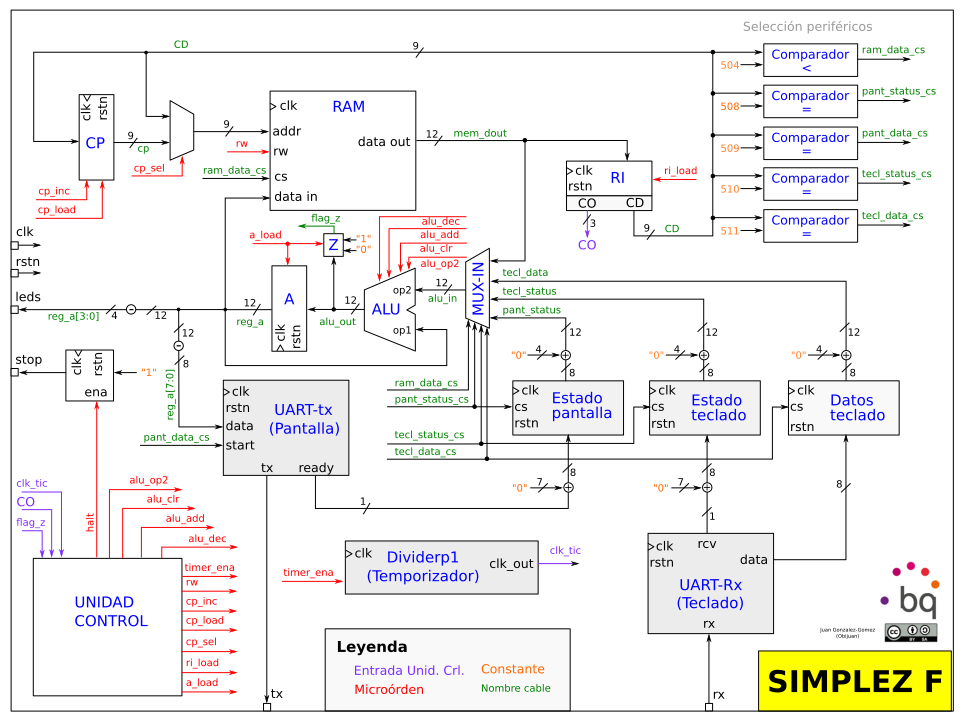 Selección periféricos
CD
9
504
Comparador
<
ram_data_cs
508
Comparador
=
pant_status_cs
509
Comparador
=
pant_data_cs
510
Comparador
=
tecl_status_cs
511
Comparador
=
tecl_data_cs
clk
rstn
CP
9
cp
cp_inc
cp_load
cp_sel
9
rw
ram_data_cs
RAM
clk
addr
rw
cs
data in
data out
12
mem_dout
clk
rstn
RI
ri_load
CO
CD
3
CO
9
CD
clk
rstn
leds
reg_a[3:0]
4
12
stop
flag_z
a_load
Z
"1"
"0"
A
clk
rstn
12
reg_a
12
alu_out
alu_dec
alu_add
alu_clr
alu_op2
ALU
op2
op1
12
alu_in
MUX-IN
tecl_data
tecl_status
pant_status
12
12
12
"0"
4
8
"0"
4
8
"0"
4
8
12
8
reg_a[7:0]
clk
rstn
ena
"1"
halt
clk
rstn
data
start
UART-tx
(Pantalla)
tx
ready
pant_data_cs
ram_data_cs
pant_status_cs
tecl_status_cs
tecl_data_cs
clk
cs
rstn
Estado
pantalla
clk
cs
rstn
Estado
teclado
clk
cs
rstn
Datos
teclado
1
"0"
7
8
"0"
7
8
1
8
clk_tic
CO
flag_z
alu_op2
alu_clr
alu_add
alu_dec
timer_ena
rw
cp_inc
cp_load
cp_sel
ri_load
a_load
UNIDAD
CONTROL
timer_ena
clk
Dividerp1
(Temporizador)
clk_out
clk_tic
clk
rstn
rcv
data
UART-Rx
(Teclado)
rx
tx
rx
Leyenda
Entrada Unid. Crl.
Constante
Microórden
Nombre cable
bq
Juan Gonzalez-Gomez
(Obijuan)
cc
BY SA
SIMPLEZ F